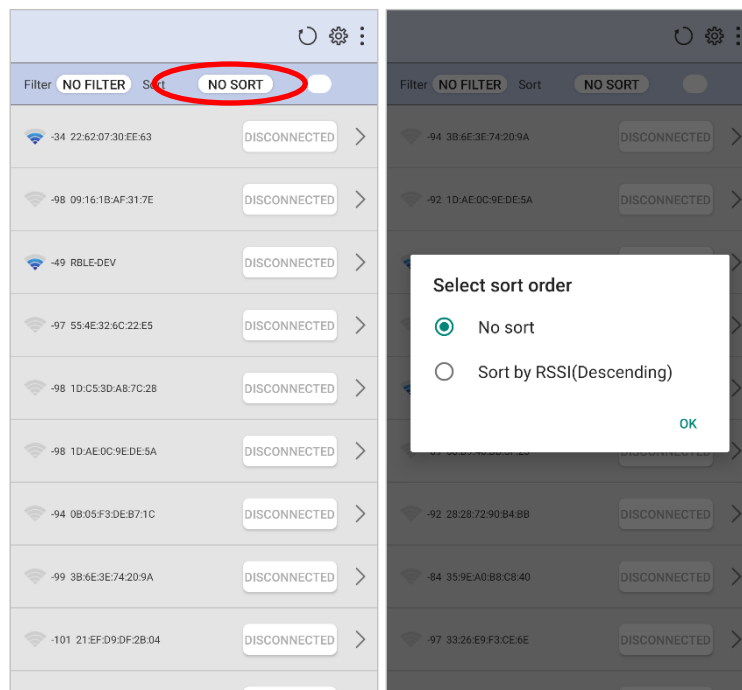 Filter NO FILTER Sort NO SORT
-34 22:62:07:30:EE:63 DISCONNECTED
-98 09:16:1B:AF:31:7E DISCONNECTED
-49 RBLE-DEV DISCONNECTED
-97 55:4E:32:6C:22:E5 DISCONNECTED
-98 1D:C5:3D:A8:7C:28 DISCONNECTED
-98 1D:AE:0C:9E:DE:5A DISCONNECTED
-94 0B:05:F3:DE:B7:1C DISCONNECTED
-99 3B:6E:3E:74:20:9A DISCONNECTED
-101 21:EF:D9:DF:2B:04 DISCONNECTED
Filter NO FILTER Sort NO SORT
-94 3B:6E:3E:74:20:9A DISCONNECTED
-92 1D:AE:0C:9E:DE:5A DISCONNECTED
Select sort order
No sort
Sort by RSSI(Descending)
OK
DISCONNECTED
-92 28:28:72:90:B4:BB DISCONNECTED
-84 35:9E:A0:B8:C8:40 DISCONNECTED
-97 33:26:E9:F3:CE:6E DISCONNECTED